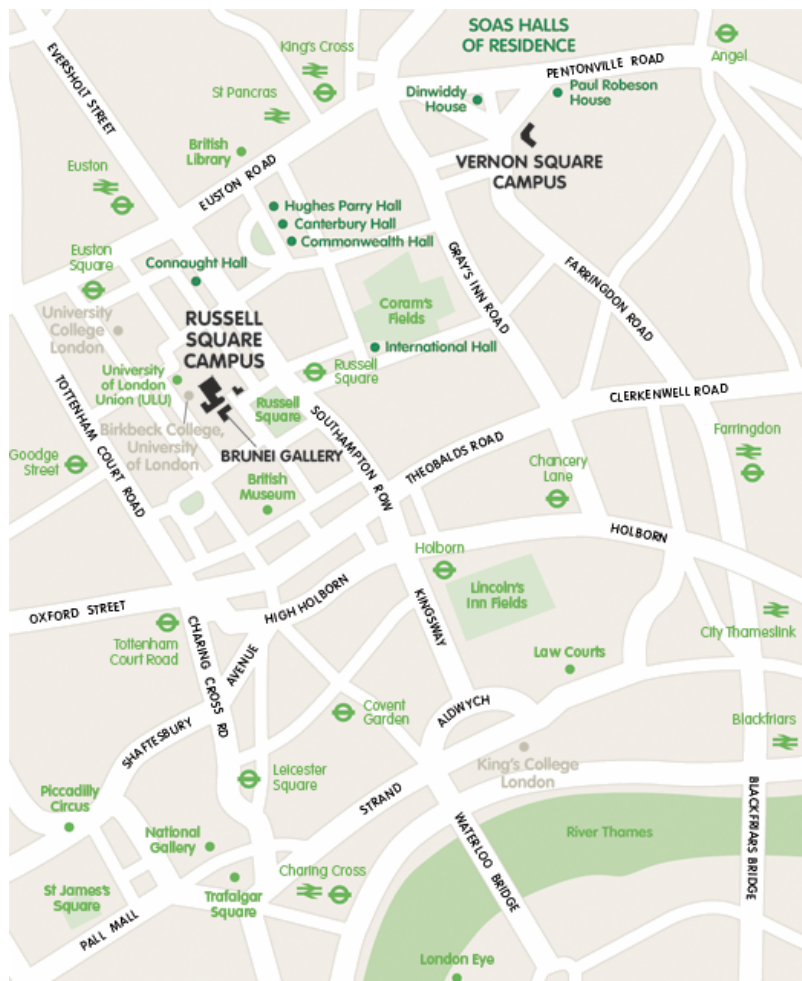 SOAS HALLS
OF RESIDENCE
King's Cross
Angel
PENTONVILLE ROAD
EVERSHOLT STREET
St Pancras
Dinwiddy
House
Paul Robeson
House
British
Library
VERNON SQUARE
CAMPUS
Euston
EUSTON ROAD
Hughes Parry Hall
Canterbury Hall
Commonwealth Hall
Euston
Square
Connaught Hall
GRAY'S INN ROAD
FARRINGDON ROAD
University
College
London
RUSSELL
SQUARE
CAMPUS
Coram's
Fields
International Hall
University
of London
Union (ULU)
Russell
Square
TOTTENHAM COURT ROAD
Russell
Square
CLERKENWELL ROAD
SOUTHAMPTON ROW
Birkbeck College,
University
of London
BRUNEI GALLERY
THEOBALDS ROAD
Farringdon
Goodge
Street
British
Museum
Chancery
Lane
HOLBORN
Holborn
Lincoln's
Inn Fields
OXFORD STREET
HIGH HOLBORN
KINGSWAY
City Thameslink
Tottenham
Court Road
CHARING CROSS RD
Law Courts
SHAFTESBURY AVENUE
Covent
Garden
ALDWYCH
Blackfriars
Leicester
Square
King's College
London
STRAND
Piccadilly
Circus
National
Gallery
WATERLOO BRIDGE
River Thames
BLACKFRIARS BRIDGE
Charing Cross
St James's
Square
Trafalgar
Square
PALL MALL
London Eye